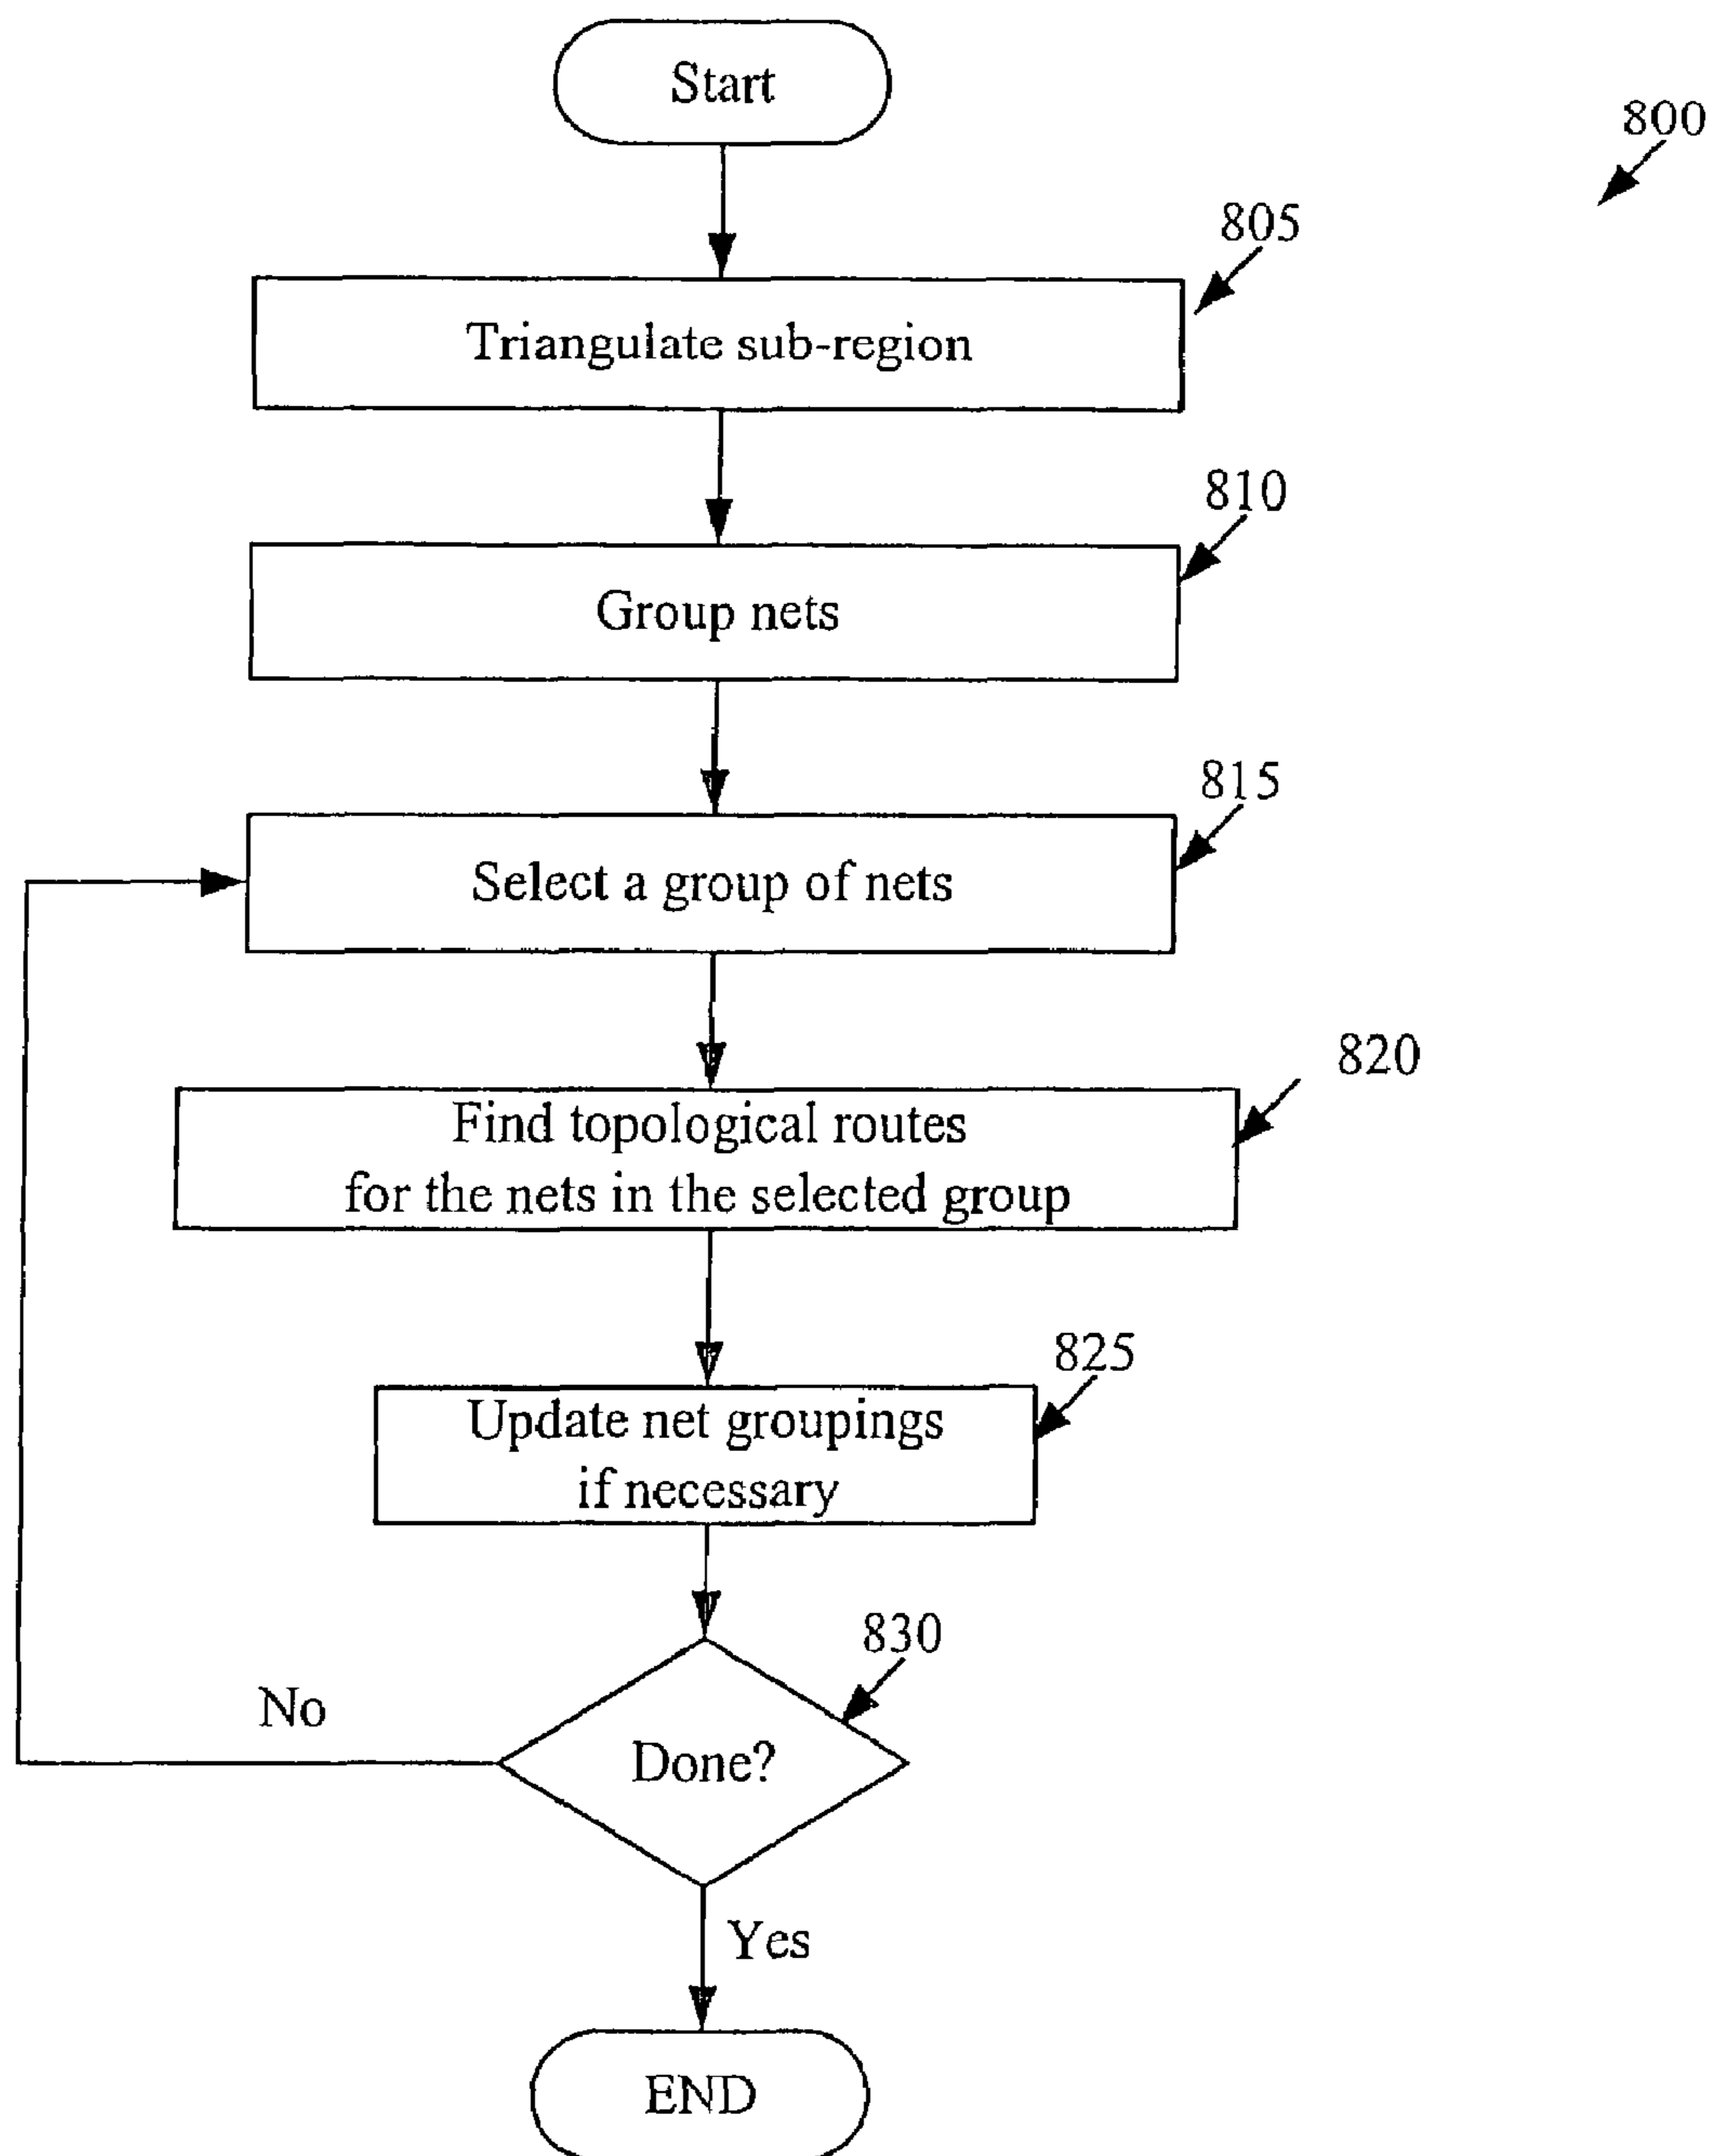 Start
800
805
Triangulate sub-region
810
Group nets
815
Select a group of nets
820
Find topological routes
for the nets in the selected group
825
Update net groupings
if necessary
830
No
Done?
Yes
END